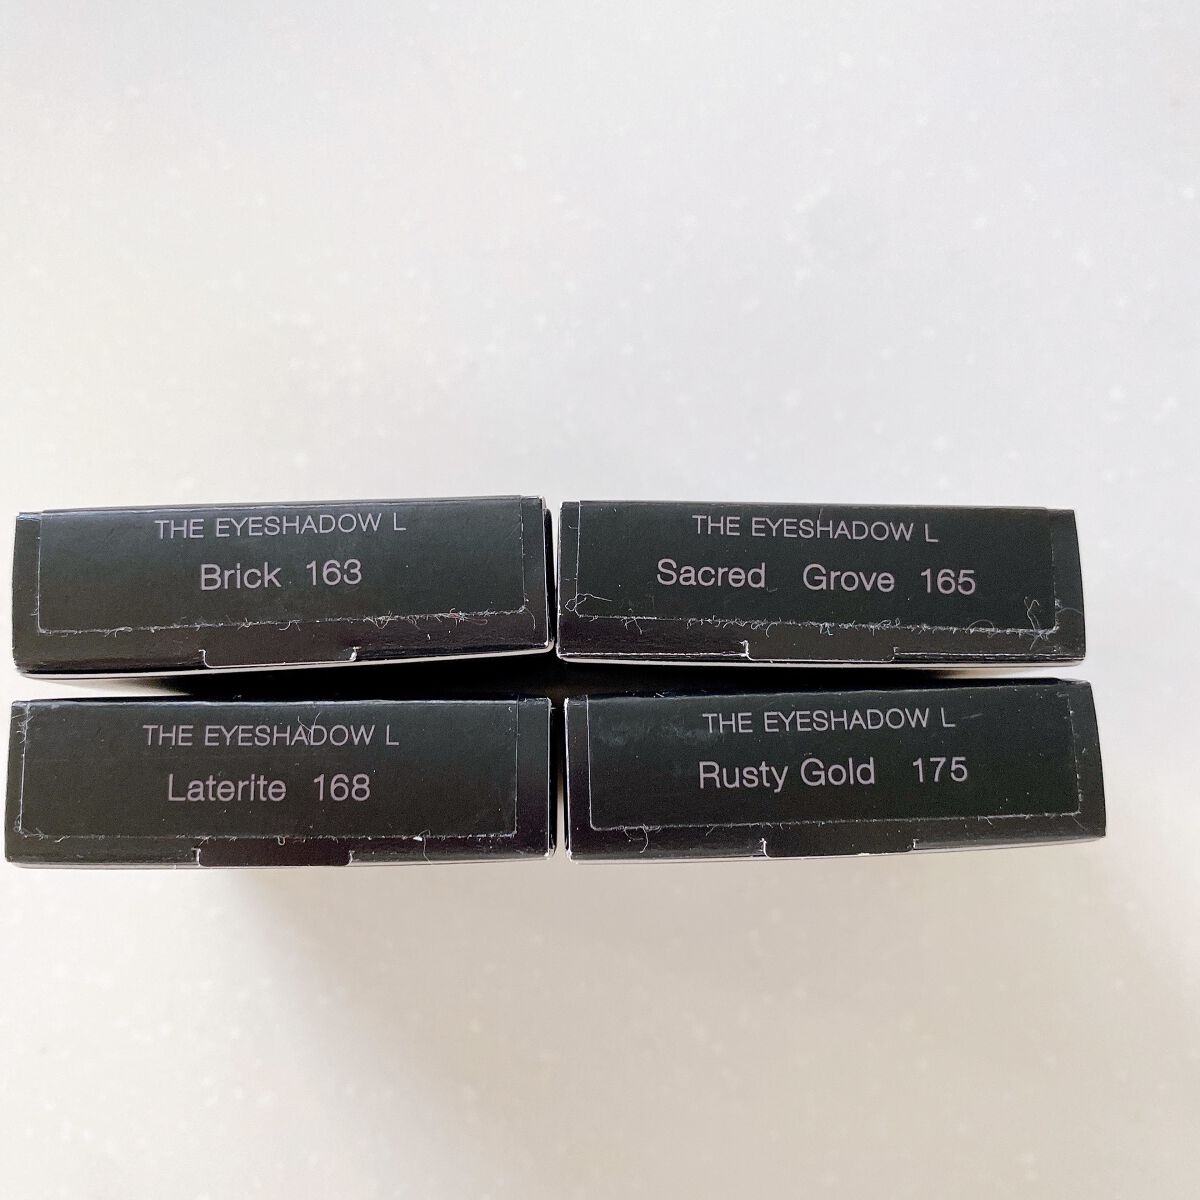 THE EYESHADOW L
Brick 163
THE EYESHADOW L
Sacred Grove 165
THE EYESHADOW L
Laterite 168
THE EYESHADOW L
Rusty Gold 175